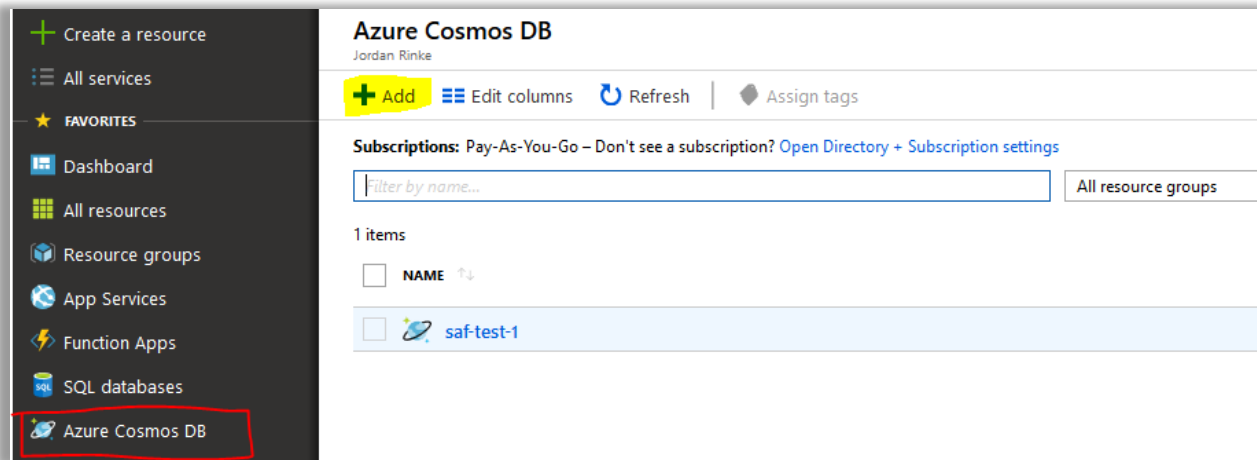 Create a resource
All services
FAVORITES
Dashboard
All resources
Resource groups
App Services
Function Apps
SQL databases
Azure Cosmos DB
Azure Cosmos DB
Jordan Rinke
Add Edit columns Refresh Assign tags
Subscriptions: Pay-As-You-Go – Don't see a subscription? Open Directory + Subscription settings
Filter by name... All resource groups
1 items
NAME
saf-test-1